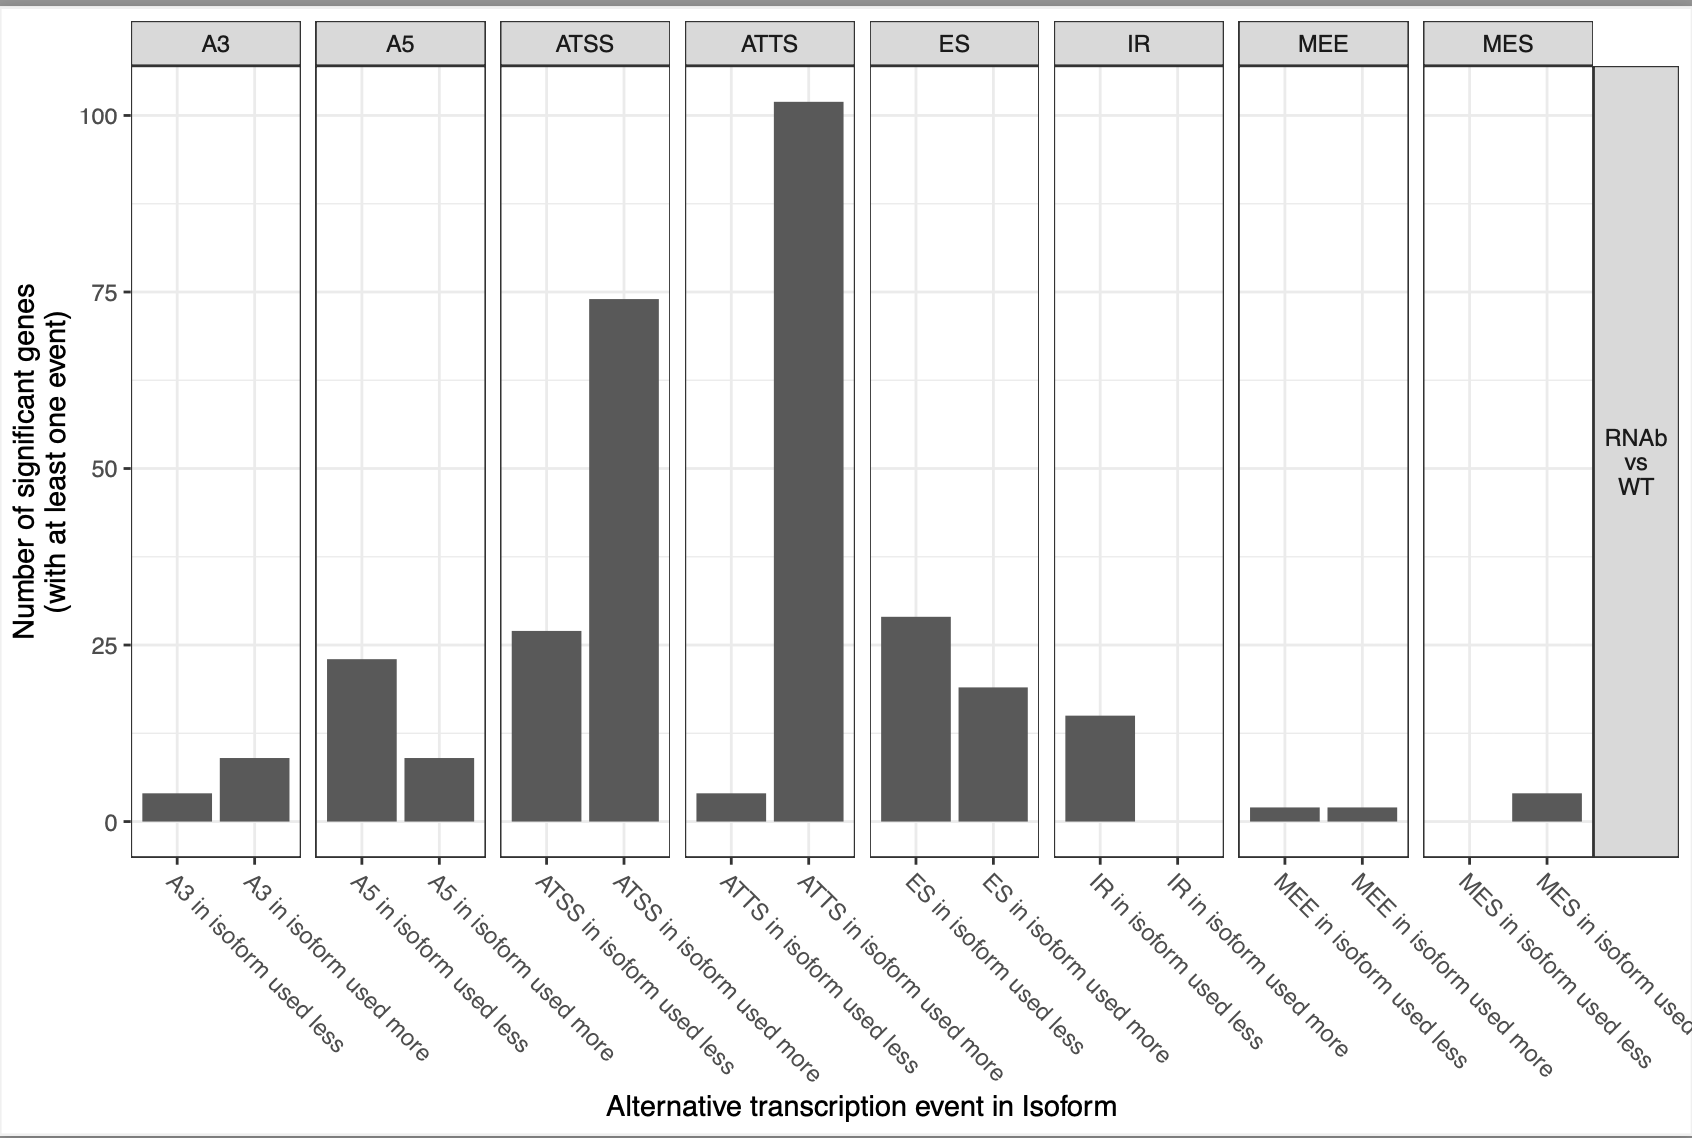 A3
A5
ATSS
ATTS
ES
IR
MEE
MES
RNAb
vs
WT
Number of significant genes
(with at least one event)
100
75
50
25
0
A3 in isoform used less
A3 in isoform used more
A5 in isoform used less
A5 in isoform used more
ATSS in isoform used less
ATSS in isoform used more
ATTS in isoform used less
ATTS in isoform used more
ES in isoform used less
ES in isoform used more
IR in isoform used less
IR in isoform used more
MEE in isoform used less
MEE in isoform used more
MES in isoform used less
MES in isoform used
Alternative transcription event in Isoform